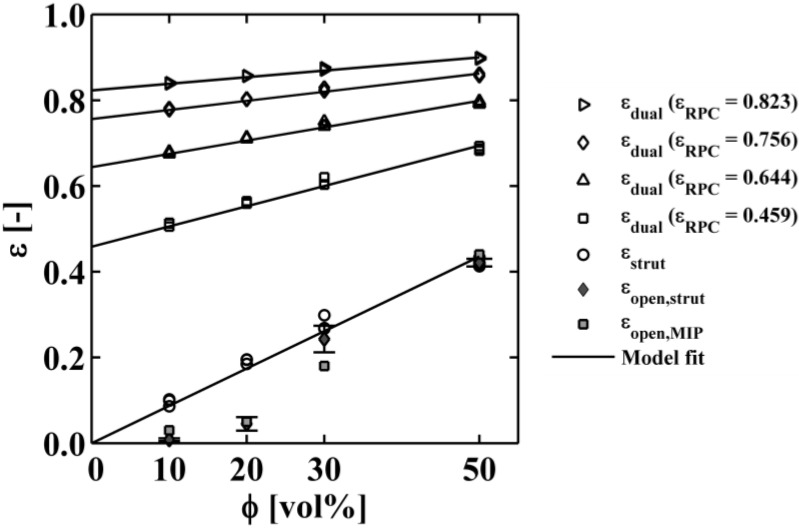 1.0
0.8
0.6
0.4
0.2
0.0
ε [-]
0 10 20 30 50
ϕ [vol%]
εdual (εRPC = 0.823)
εdual (εRPC = 0.756)
εdual (εRPC = 0.644)
εdual (εRPC = 0.459)
εstrut
εopen,strut
εopen,MIP
Model fit